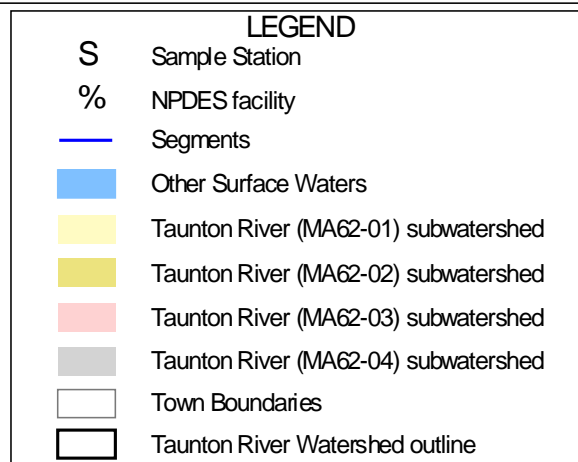 LEGEND
S Sample Station
% NPDES facility
Segments
Other Surface Waters
Taunton River (MA62-01) subwatershed
Taunton River (MA62-02) subwatershed
Taunton River (MA62-03) subwatershed
Taunton River (MA62-04) subwatershed
Town Boundaries
Taunton River Watershed outline